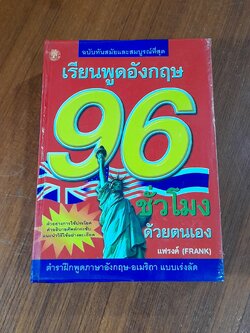 ฉบับทันสมัยและสมบูรณ์ที่สุด
เรียนพูดอังกฤษ
96
ชั่วโมง
ด้วยตนเอง
แฟรงค์ (FRANK)
ตำราฝึกพูดภาษาอังกฤษ-อเมริกา แบบเร่งลัด